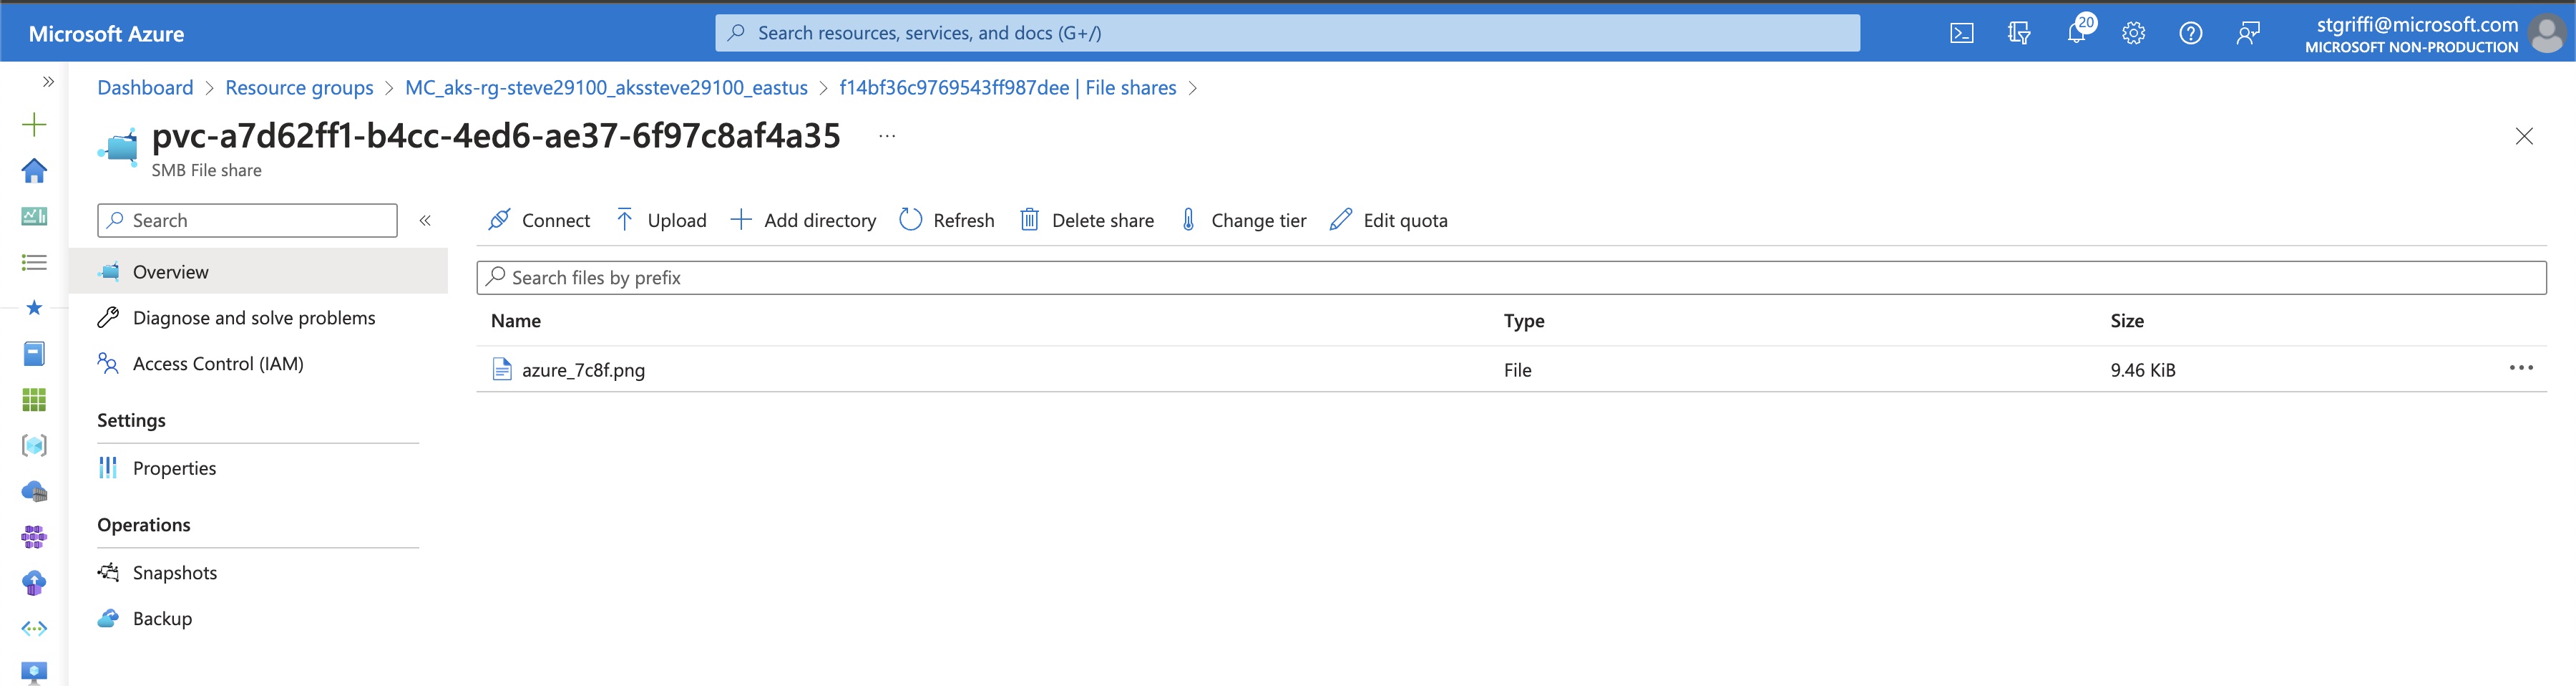 Microsoft Azure
Search resources, services, and docs (G+/)
20
stgriffi@microsoft.com
MICROSOFT NON-PRODUCTION
Dashboard > Resource groups > MC_aks-rg-steve29100_akssteve29100_eastus > f14bf36c9769543ff987dee | File shares >
pvc-a7d62ff1-b4cc-4ed6-ae37-6f97c8af4a35 ...
SMB File share
Search
Connect Upload Add directory Refresh Delete share Change tier Edit quota
Overview
Diagnose and solve problems
Access Control (IAM)
Settings
Properties
Operations
Snapshots
Backup
Search files by prefix
Name Type Size
azure_7c8f.png File 9.46 KiB